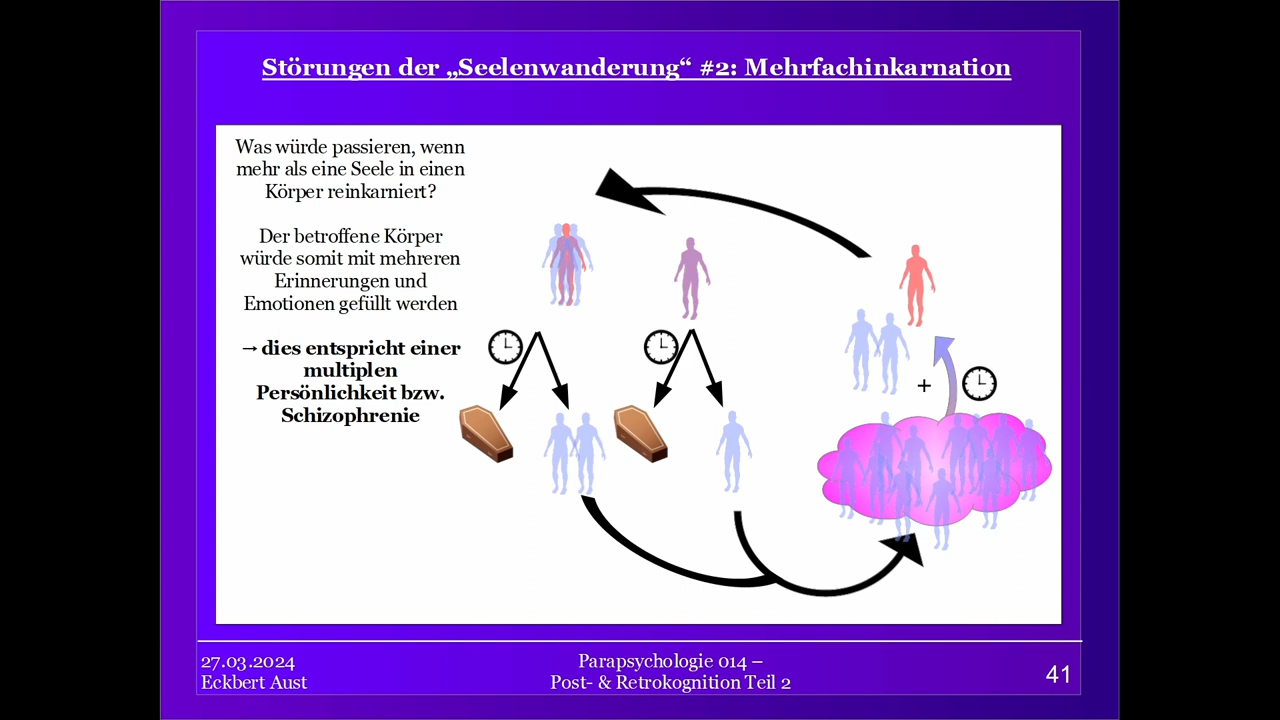 Störungen der „Seelenwanderung“ #2: Mehrfachinkarnation
Was würde passieren, wenn
mehr als eine Seele in einen
Körper reinkarniert?
Der betroffene Körper
würde somit mit mehreren
Erinnerungen und
Emotionen gefüllt werden
→ dies entspricht einer
multiplen
Persönlichkeit bzw.
Schizophrenie
+
27.03.2024
Eckbert Aust
Parapsychologie 014 –
Post- & Retrokognition Teil 2
41